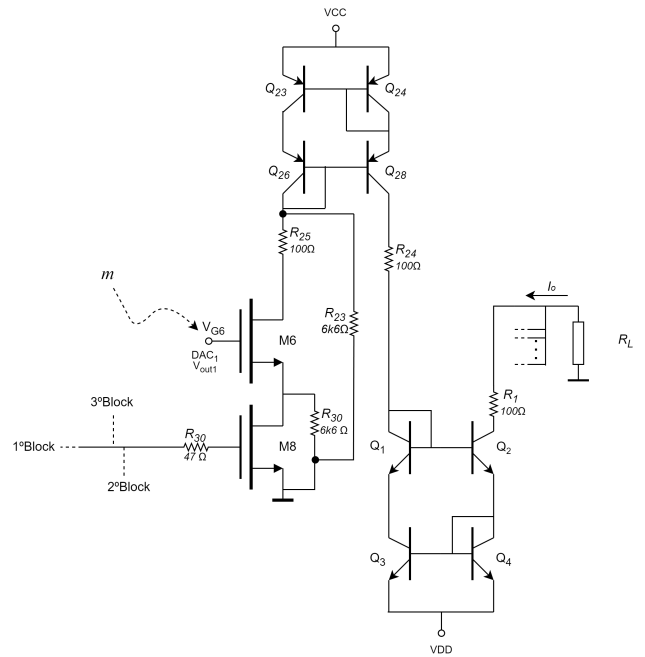 VCC
Q23
Q24
Q26
Q28
R25
100Ω
R24
100Ω
m
VG6
DAC1
Vout1
M6
R23
6k6Ω
Io
RL
3ºBlock
R30
47 Ω
1ºBlock
2ºBlock
M8
R30
6k6 Ω
R1
100Ω
Q1
Q2
Q3
Q4
VDD